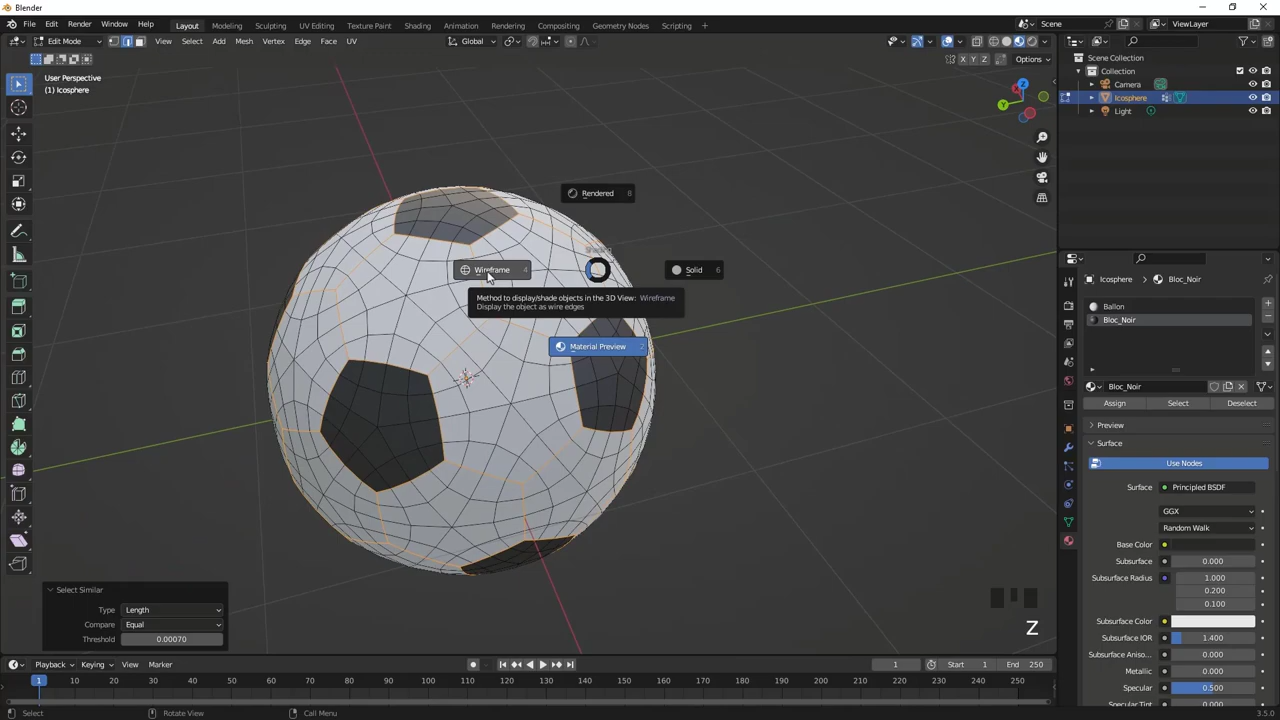 Blender
File Edit Render Window Help Layout Modeling Sculpting UV Editing Texture Paint Shading Animation Rendering Compositing Geometry Nodes Scripting + Scene ViewLayer
Edit Mode View Select Add Mesh Vertex Edge Face UV Global
X Y Z Options
User Perspective
(1) Icosphere
Scene Collection
Collection
Camera
Icosphere
Light
Z
Y
X
Rendered 8
Shading
Wireframe 4
Solid 6
Method to display/shade objects in the 3D View: Wireframe
Display the object as wire edges
Material Preview 2
Icosphere > Bloc_Noir
Ballon
Bloc_Noir
Bloc_Noir
Assign Select Deselect
Preview
Surface
Use Nodes
Surface Principled BSDF
GGX
Random Walk
Base Color
Subsurface 0.000
Subsurface Radius 1.000
0.200
0.100
Subsurface Color
Subsurface IOR 1.400
Subsurface Aniso... 0.000
Metallic 0.000
Specular 0.500
Specular Tint 0.000
Select Similar
Type Length
Compare Equal
Threshold 0.00070
Z
Playback Keying View Marker 1 Start 1 End 250
1 10 20 30 40 50 60 70 80 90 100 110 120 130 140 150 160 170 180 190 200 210 220 230 240 250
Select Rotate View Call Menu 3.5.0